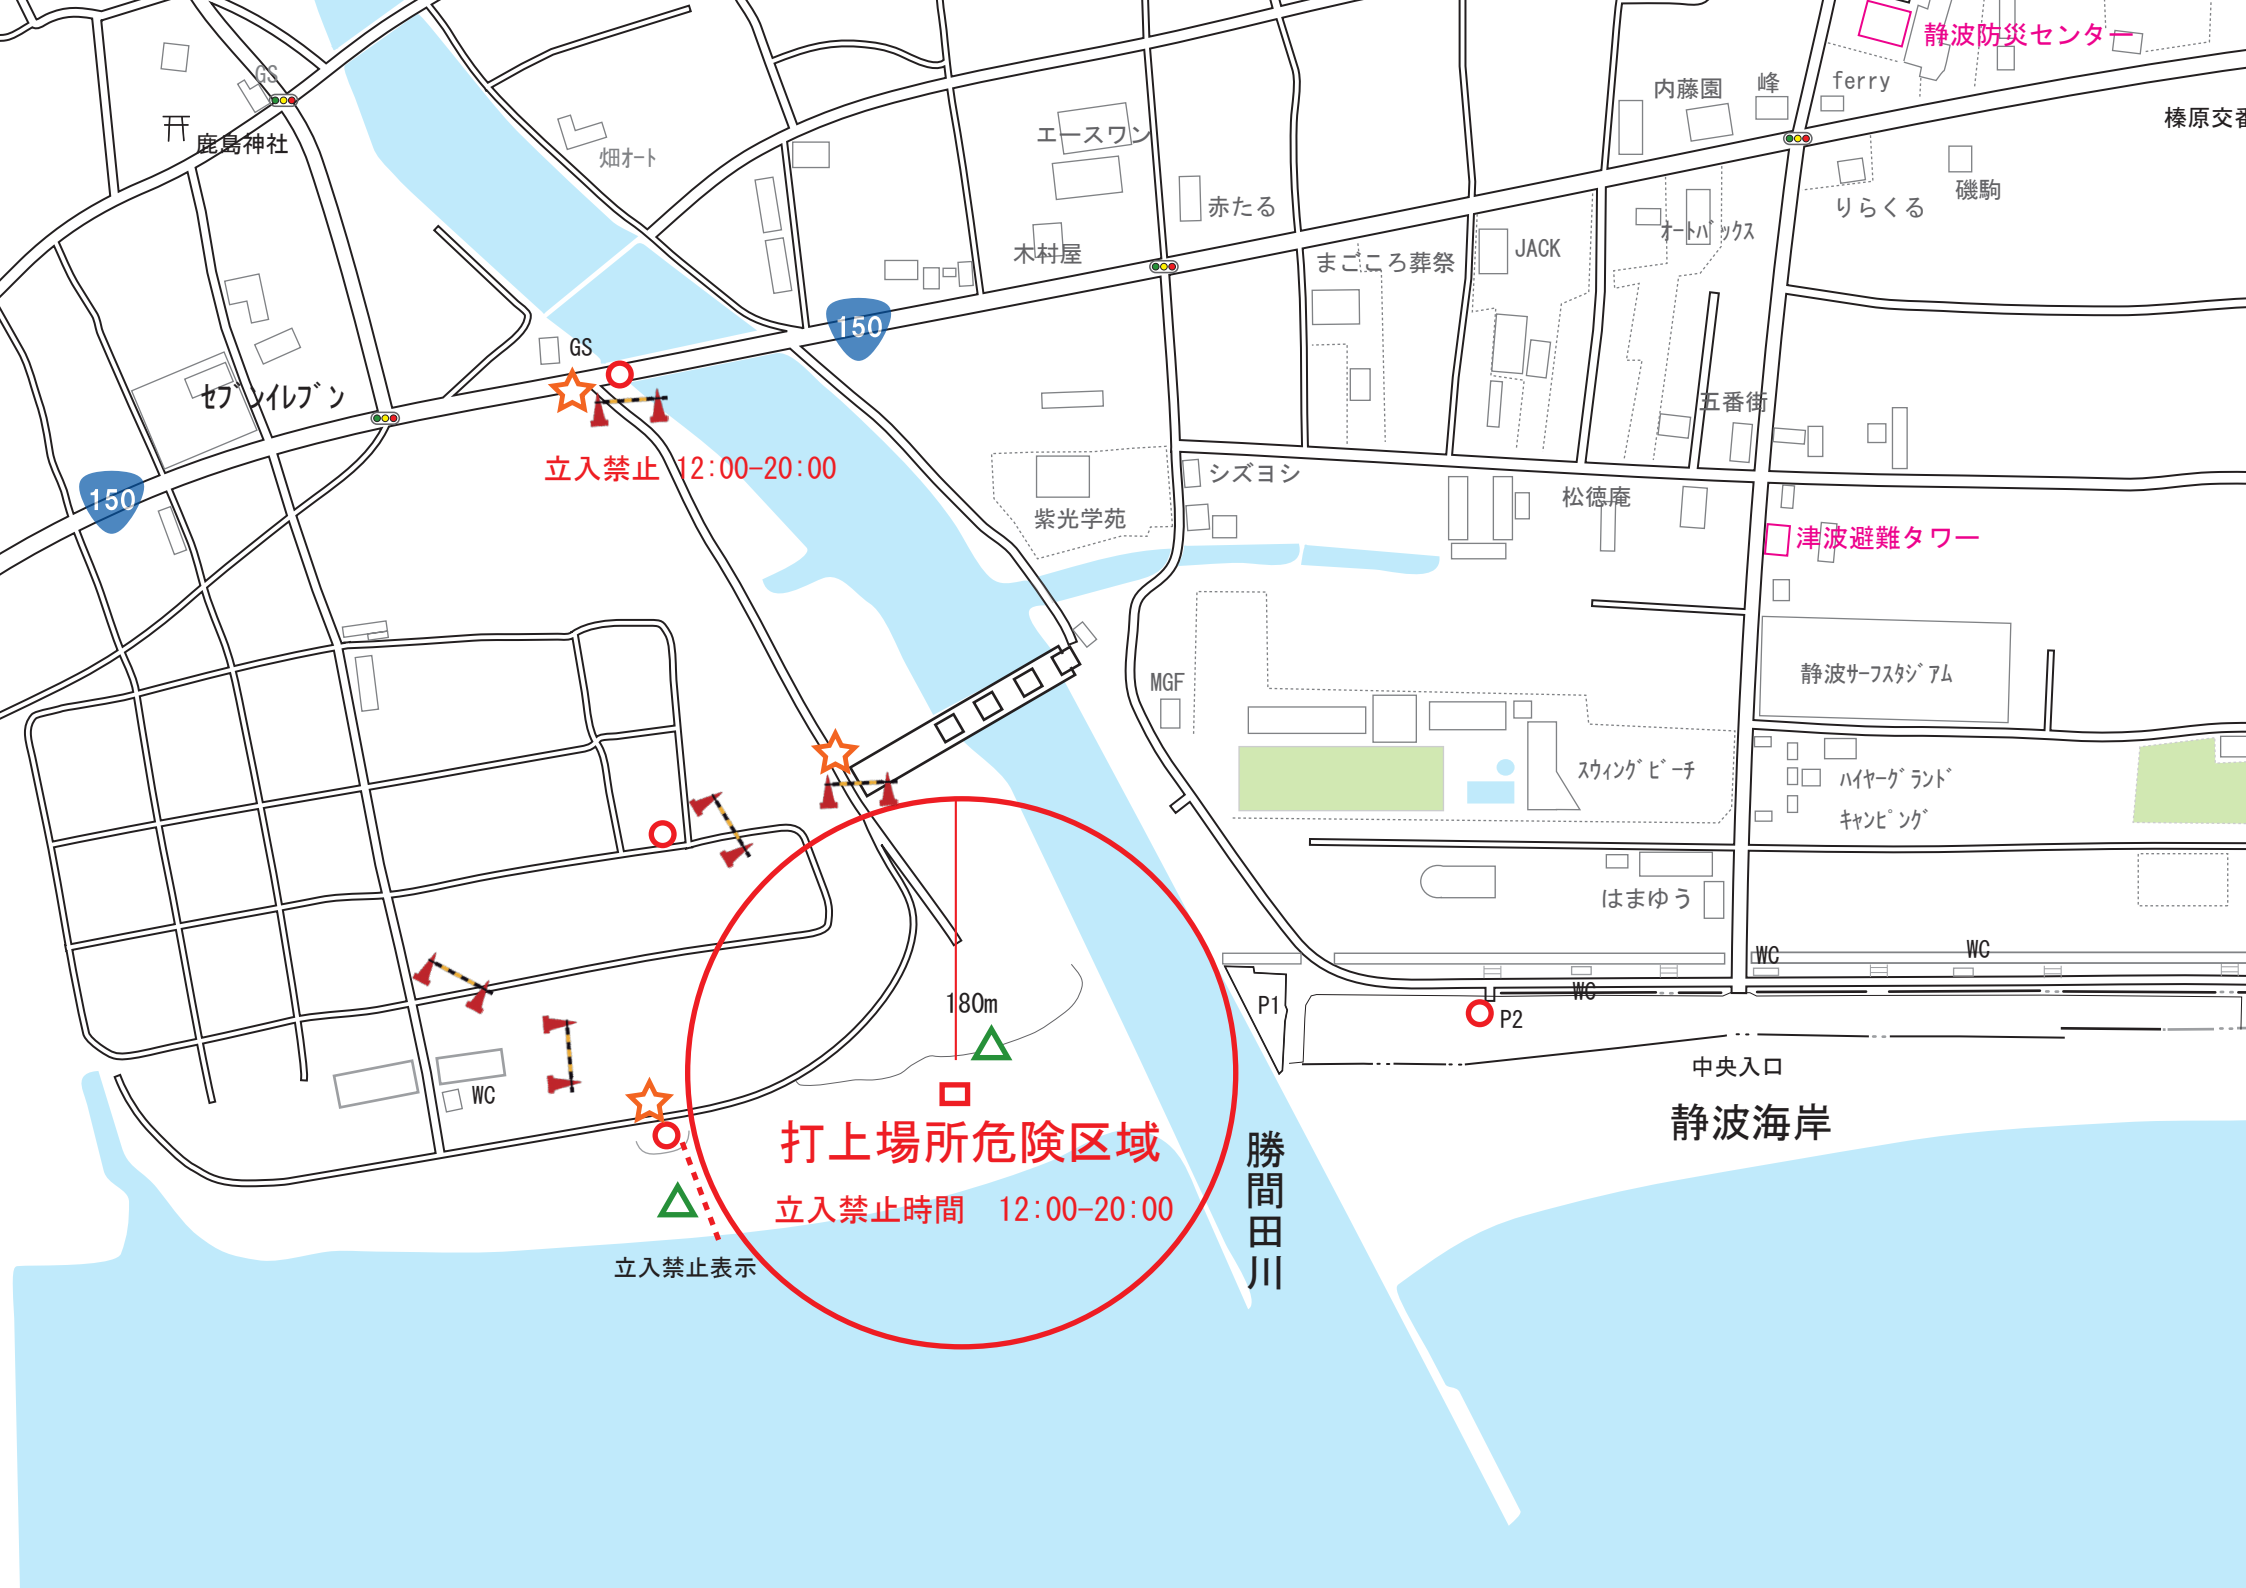 静波防災センター
GS
内藤園
峰
ferry
榛原交番
鹿島神社
畑オート
エースワン
赤たる
りらくる
磯駒
木村屋
まごころ葬祭
JACK
オートバックス
150
GS
セブンイレブン
五番街
立入禁止 12:00-20:00
シズヨシ
150
紫光学苑
松徳庵
津波避難タワー
MGF
静波サーフスタジアム
スウィングビーチ
ハイヤーグランド
キャンピング
はまゆう
WC
WC
WC
180m
P1
P2
WC
中央入口
静波海岸
打上場所危険区域
勝間田川
立入禁止時間 12:00-20:00
立入禁止表示